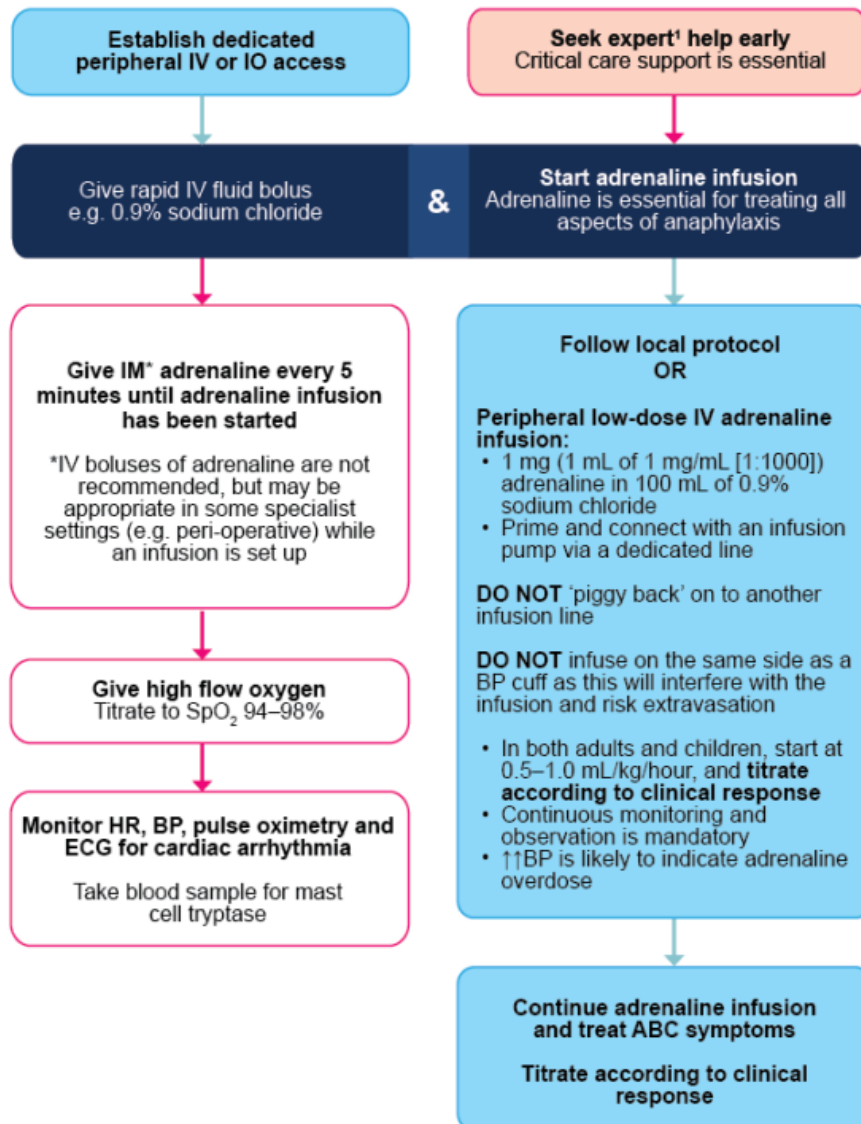 Establish dedicated
peripheral IV or IO access
Seek expert¹ help early
Critical care support is essential
Give rapid IV fluid bolus
e.g. 0.9% sodium chloride
&
Start adrenaline infusion
Adrenaline is essential for treating all
aspects of anaphylaxis
Give IM* adrenaline every 5
minutes until adrenaline infusion
has been started
*IV boluses of adrenaline are not
recommended, but may be
appropriate in some specialist
settings (e.g. peri-operative) while
an infusion is set up
Give high flow oxygen
Titrate to SpO₂ 94–98%
Monitor HR, BP, pulse oximetry and
ECG for cardiac arrhythmia
Take blood sample for mast
cell tryptase
Follow local protocol
OR
Peripheral low-dose IV adrenaline
infusion:
• 1 mg (1 mL of 1 mg/mL [1:1000])
adrenaline in 100 mL of 0.9%
sodium chloride
• Prime and connect with an infusion
pump via a dedicated line
DO NOT ‘piggy back’ on to another
infusion line
DO NOT infuse on the same side as a
BP cuff as this will interfere with the
infusion and risk extravasation
• In both adults and children, start at
0.5–1.0 mL/kg/hour, and titrate
according to clinical response
• Continuous monitoring and
observation is mandatory
• ↑↑BP is likely to indicate adrenaline
overdose
Continue adrenaline infusion
and treat ABC symptoms
Titrate according to clinical
response